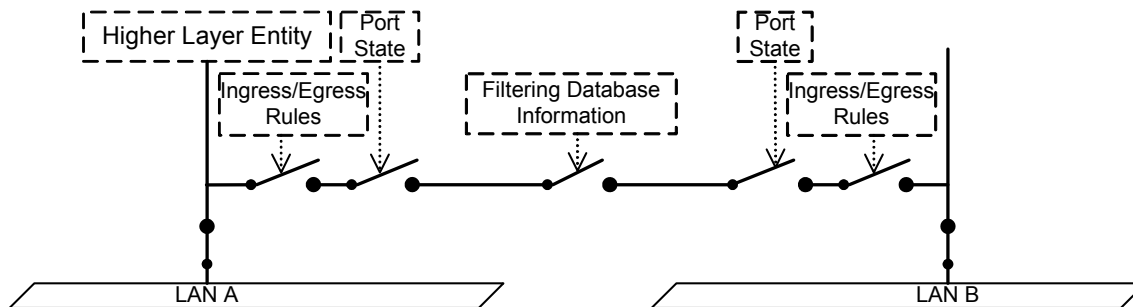 Higher Layer Entity
Port
State
Port
State
Ingress/Egress
Rules
Filtering Database
Information
Ingress/Egress
Rules
LAN A
LAN B